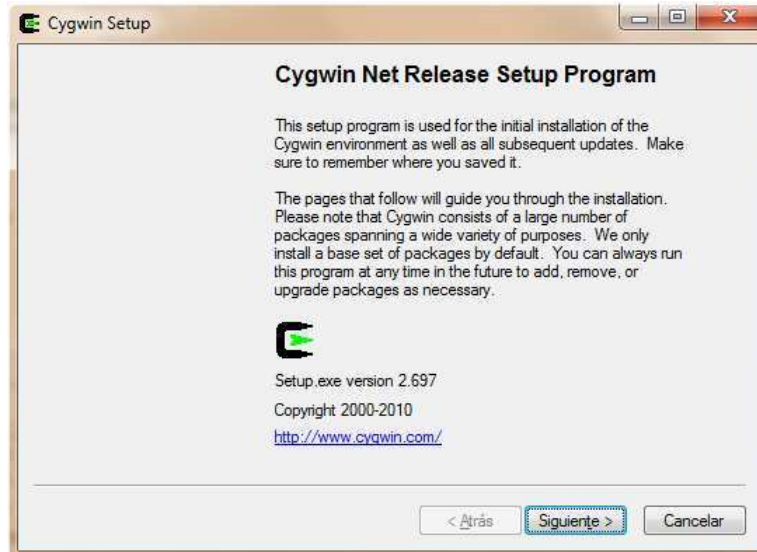 Cygwin Setup
Cygwin Net Release Setup Program
This setup program is used for the initial installation of the
Cygwin environment as well as all subsequent updates.  Make
sure to remember where you saved it.
The pages that follow will guide you through the installation.
Please note that Cygwin consists of a large number of
packages spanning a wide variety of purposes.  We only
install a base set of packages by default.  You can always run
this program at any time in the future to add, remove, or
upgrade packages as necessary.
Setup.exe version 2.697
Copyright 2000-2010
http://www.cygwin.com/
< Atrás
Siguiente >
Cancelar